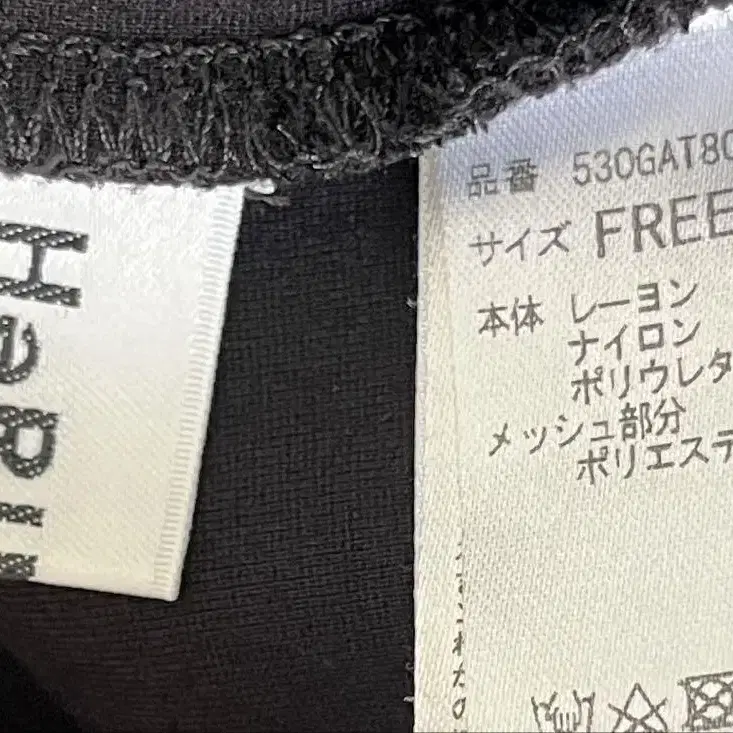 品番 530GAT80
サイズ FREE
本体 レーヨン
ナイロン
ポリウレタ
メッシュ部分
ポリエステ